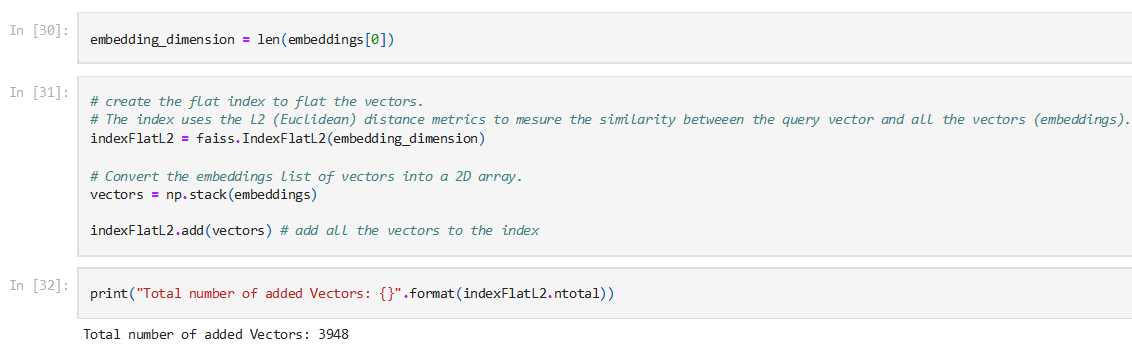 In [30]:
embedding_dimension = len(embeddings[0])
In [31]:
# create the flat index to flat the vectors.
# The index uses the L2 (Euclidean) distance metrics to mesure the similarity betweeen the query vector and all the vectors (embeddings).
indexFlatL2 = faiss.IndexFlatL2(embedding_dimension)
# Convert the embeddings list of vectors into a 2D array.
vectors = np.stack(embeddings)
indexFlatL2.add(vectors) # add all the vectors to the index
In [32]:
print("Total number of added Vectors: {}".format(indexFlatL2.ntotal))
Total number of added Vectors: 3948